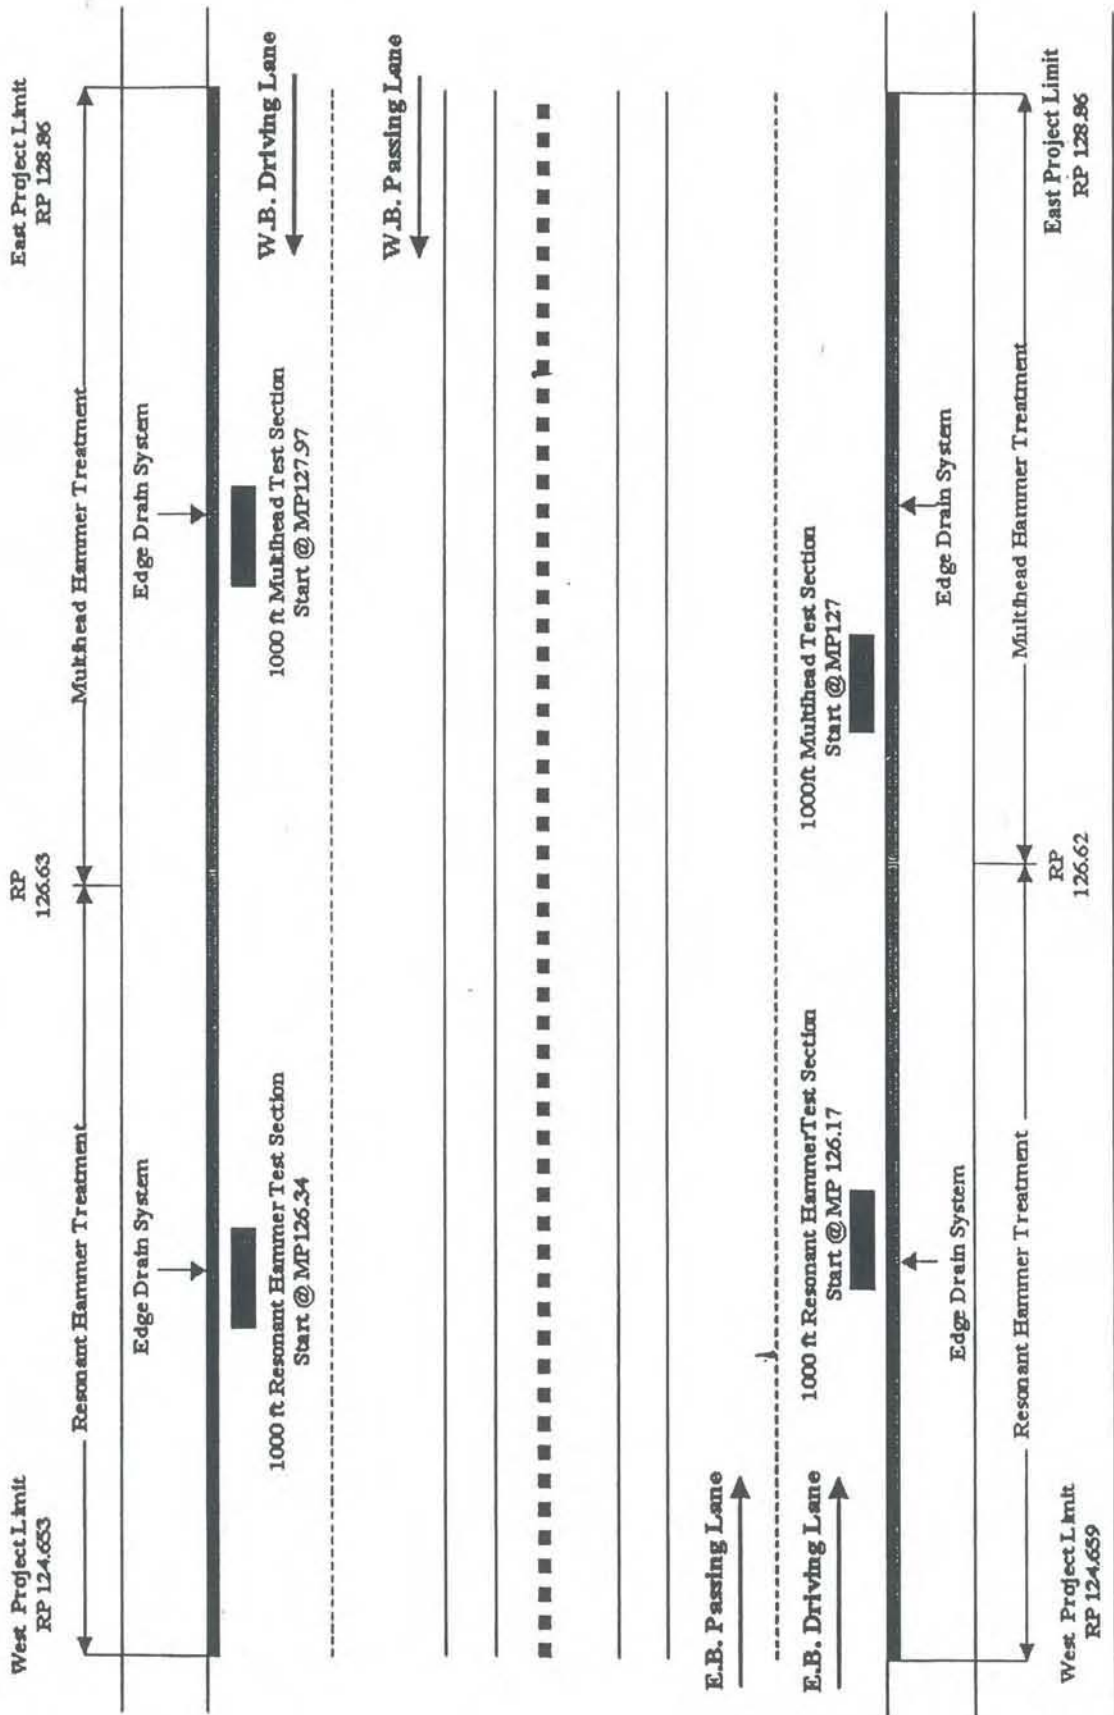 West Project Limit
RP 124.653
RP
126.63
East Project Limit
RP 128.86
Resonant Hammer Treatment
Multihead Hammer Treatment
Edge Drain System
Edge Drain System
1000 ft Resonant Hammer Test Section
Start @ MP126.34
1000 ft Multihead Test Section
Start @ MP127.97
W.B. Driving Lane
W.B. Passing Lane
E.B. Passing Lane
E.B. Driving Lane
1000 ft Resonant HammerTest Section
Start @ MP 126.17
1000ft Multihead Test Section
Start @ MP127
Edge Drain System
Edge Drain System
Resonant Hammer Treatment
Multihead Hammer Treatment
West Project Limit
RP 124.659
RP
126.62
East Project Limit
RP 128.86